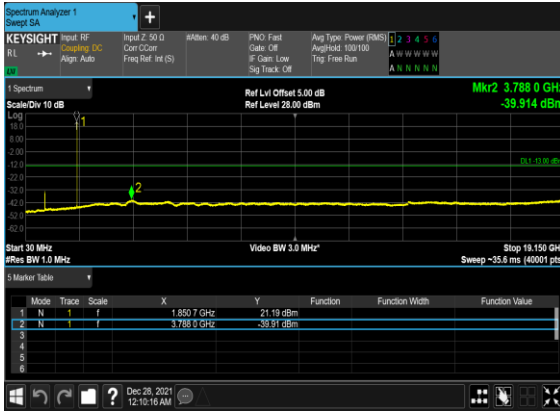 Spectrum Analyzer 1
Swept SA
+
KEYSIGHT
RL
Input: RF
Coupling: DC
Align: Auto
Input Z: 50 Ω
Corr CCorr
Freq Ref: Int (S)
#Atten: 40 dB
PNO: Fast
Gate: Off
IF Gain: Low
Sig Track: Off
Avg Type: Power (RMS)
Avg|Hold: 100/100
Trig: Free Run
1 2 3 4 5 6
A W W W W W
A N N N N N
1 Spectrum
Scale/Div 10 dB
Ref Lvl Offset 5.00 dB
Ref Level 28.00 dBm
Mkr2 3.788 0 GHz
-39.914 dBm
Log
18.0
8.00
-2.00
-12.0
-22.0
-32.0
-42.0
-52.0
-62.0
1
2
DL1 -13.00 dBm
Start 30 MHz
#Res BW 1.0 MHz
Video BW 3.0 MHz*
Stop 19.150 GH
Sweep ~35.6 ms (40001 pts
5 Marker Table
Mode Trace Scale X Y Function Function Width Function Value
1 N 1 f 1.850 7 GHz 21.19 dBm
2 N 1 f 3.788 0 GHz -39.91 dBm
3
4
5
6
?
Dec 28, 2021
12:10:16 AM